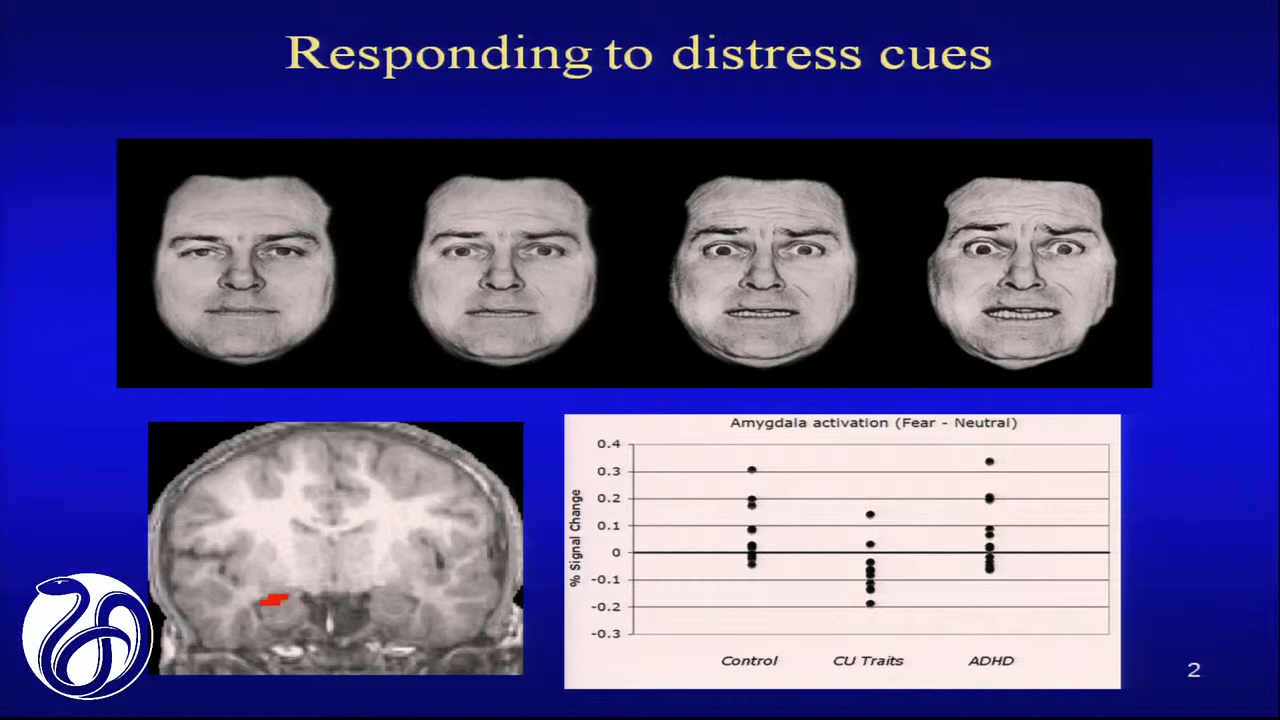 Responding to distress cues
Amygdala activation (Fear - Neutral)
% Signal Change
0.4
0.3
0.2
0.1
0
-0.1
-0.2
-0.3
Control CU Traits ADHD
2